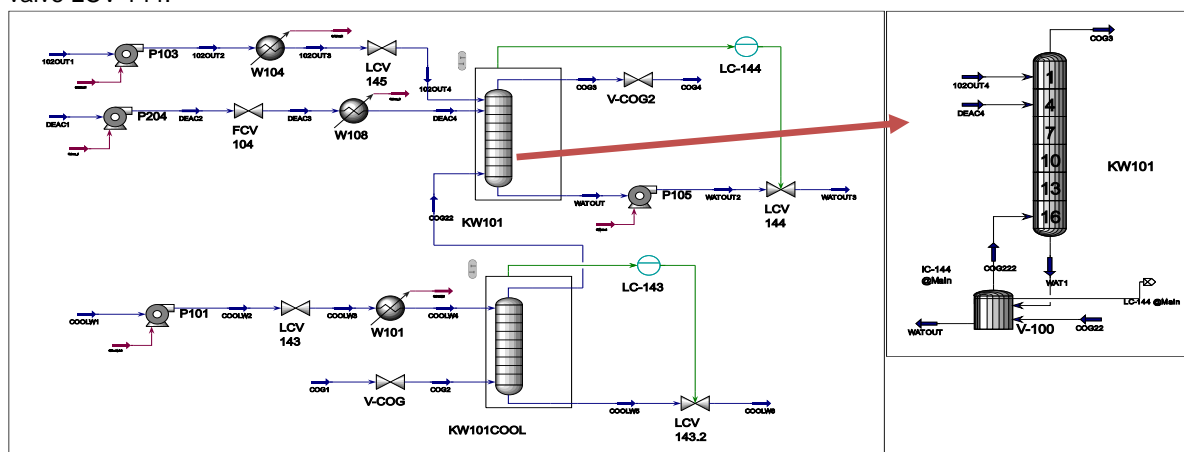 valve LCV-144.
102OUT1
P103
102OUT2
W104
102OUT3
LCV
145
102OUT4
LC-144
COG3
V-COG2
COG4
DEAC1
P204
DEAC2
FCV
104
DEAC3
W108
DEAC4
WATOUT
P105
WATOUT2
LCV
144
WATOUT3
COG22
KW101
LC-143
COOLW1
P101
COOLW2
LCV
143
COOLW3
W101
COOLW4
COG1
V-COG
COG2
COOLW5
LCV
143.2
COOLW6
KW101COOL
COG3
102OUT4
DEAC4
1
4
7
10
13
16
KW101
COG222
WAT1
IC-144
@Main
LC-144 @Main
WATOUT
V-100
COG22